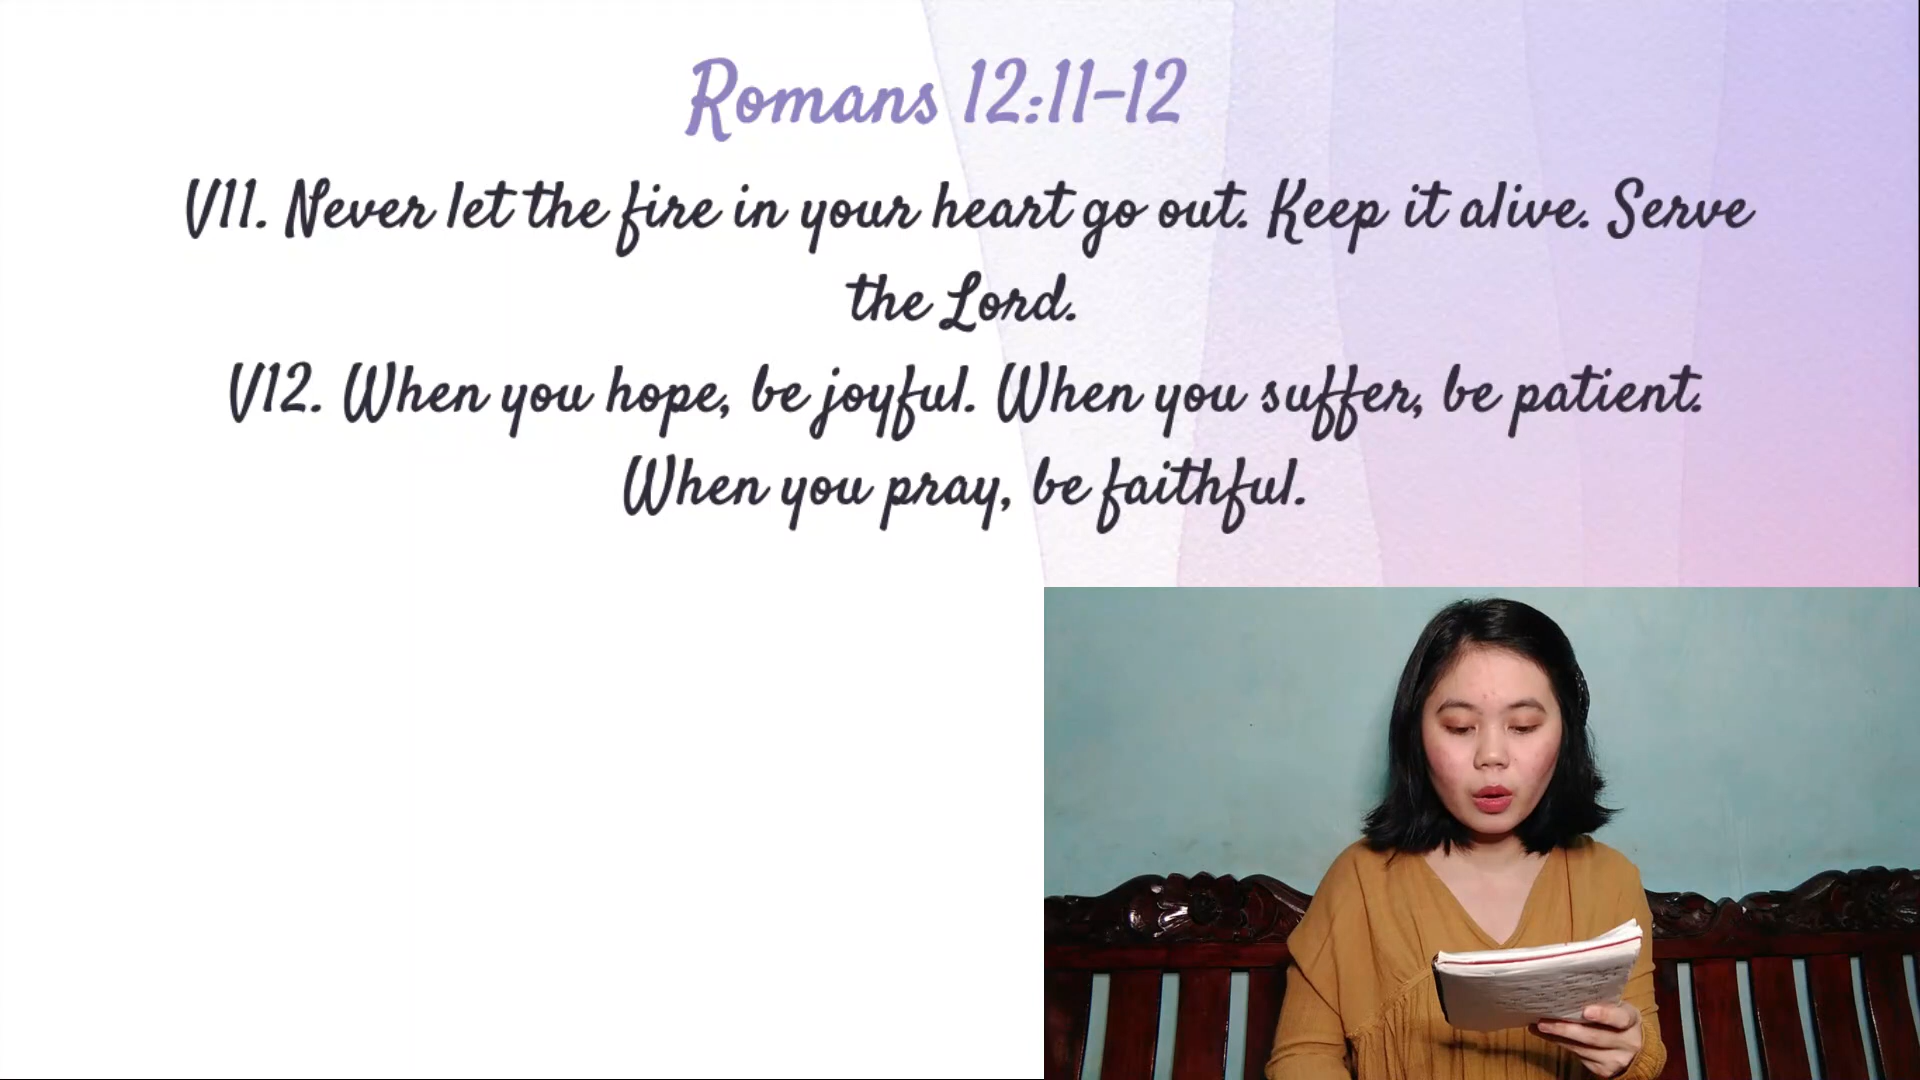 Romans 12:11-12
V11. Never let the fire in your heart go out. Keep it alive. Serve
the Lord.
V12. When you hope, be joyful. When you suffer, be patient.
When you pray, be faithful.